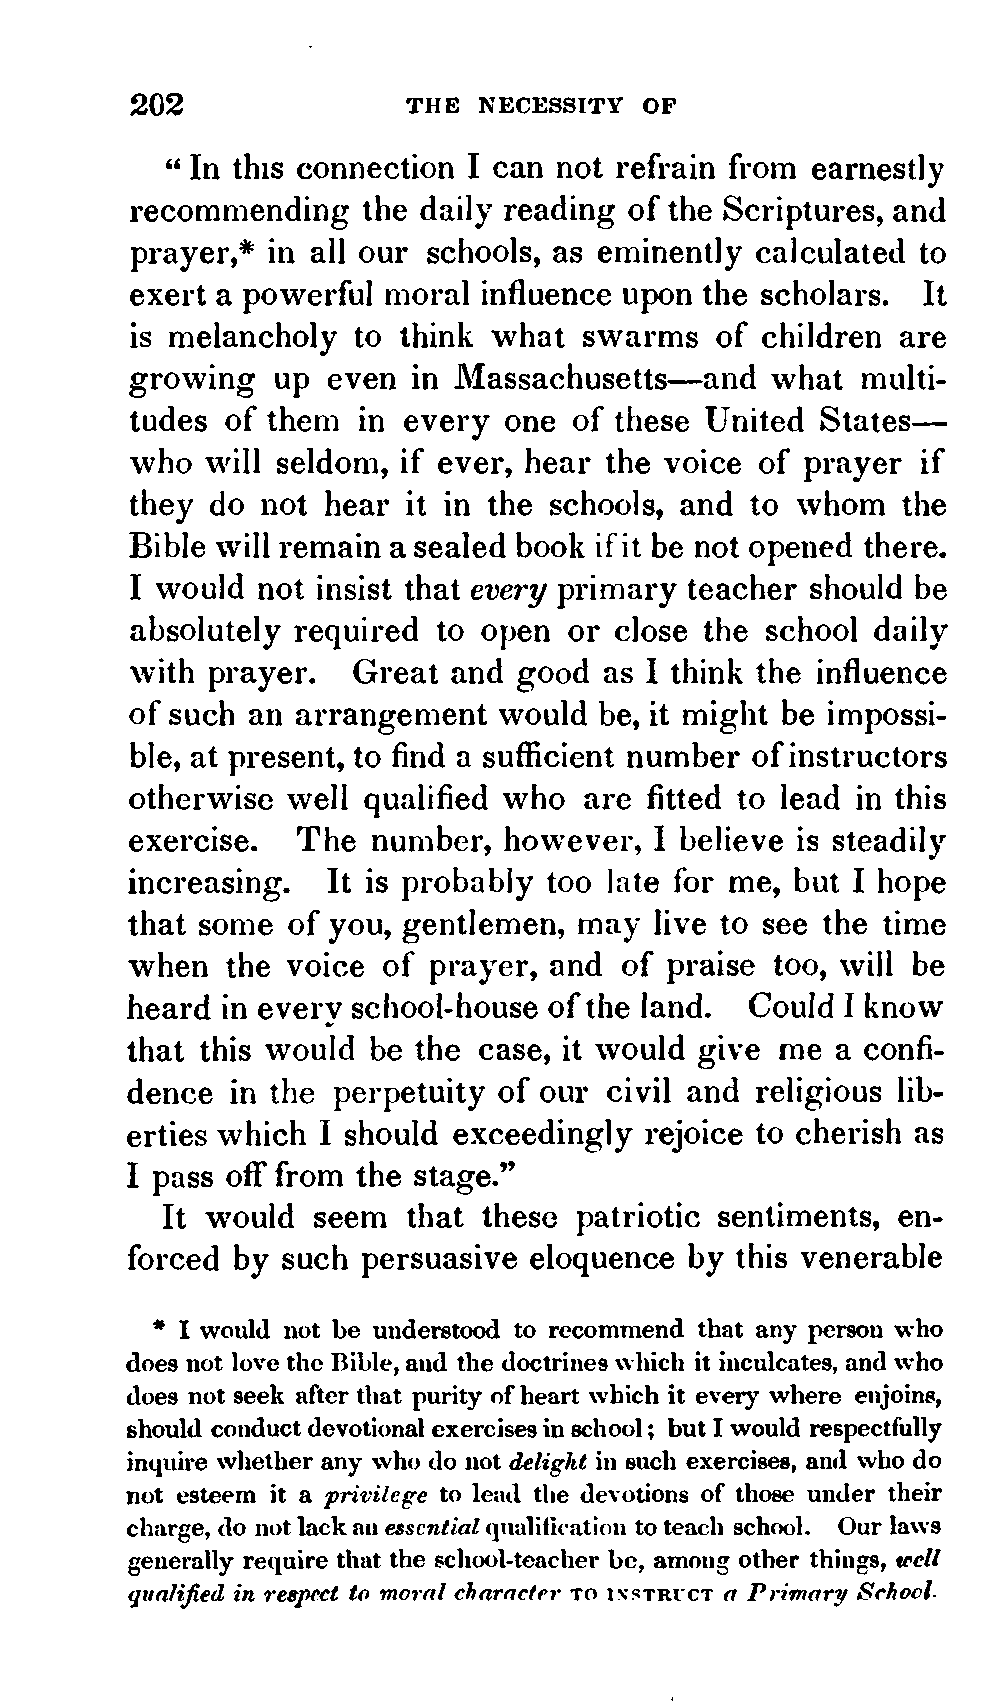 202 THE NECESSITY OF
“ In this connection I can not refrain from earnestly
recommending the daily reading of the Scriptures, and
prayer,* in all our schools, as eminently calculated to
exert a powerful moral influence upon the scholars. It
is melancholy to think what swarms of children are
growing up even in Massachusetts—and what multi-
tudes of them in every one of these United States—
who will seldom, if ever, hear the voice of prayer if
they do not hear it in the schools, and to whom the
Bible will remain a sealed book if it be not opened there.
I would not insist that every primary teacher should be
absolutely required to open or close the school daily
with prayer. Great and good as I think the influence
of such an arrangement would be, it might be impossi-
ble, at present, to find a sufficient number of instructors
otherwise well qualified who are fitted to lead in this
exercise. The number, however, I believe is steadily
increasing. It is probably too late for me, but I hope
that some of you, gentlemen, may live to see the time
when the voice of prayer, and of praise too, will be
heard in every school-house of the land. Could I know
that this would be the case, it would give me a confi-
dence in the perpetuity of our civil and religious lib-
erties which I should exceedingly rejoice to cherish as
I pass off from the stage.”
It would seem that these patriotic sentiments, en-
forced by such persuasive eloquence by this venerable
* I would not be understood to recommend that any person who
does not love the Bible, and the doctrines which it inculcates, and who
does not seek after that purity of heart which it every where enjoins,
should conduct devotional exercises in school; but I would respectfully
inquire whether any who do not delight in such exercises, and who do
not esteem it a privilege to lead the devotions of those under their
charge, do not lack an essential qualification to teach school. Our laws
generally require that the school-teacher be, among other things, well
qualified in respect to moral character TO INSTRUCT a Primary School.